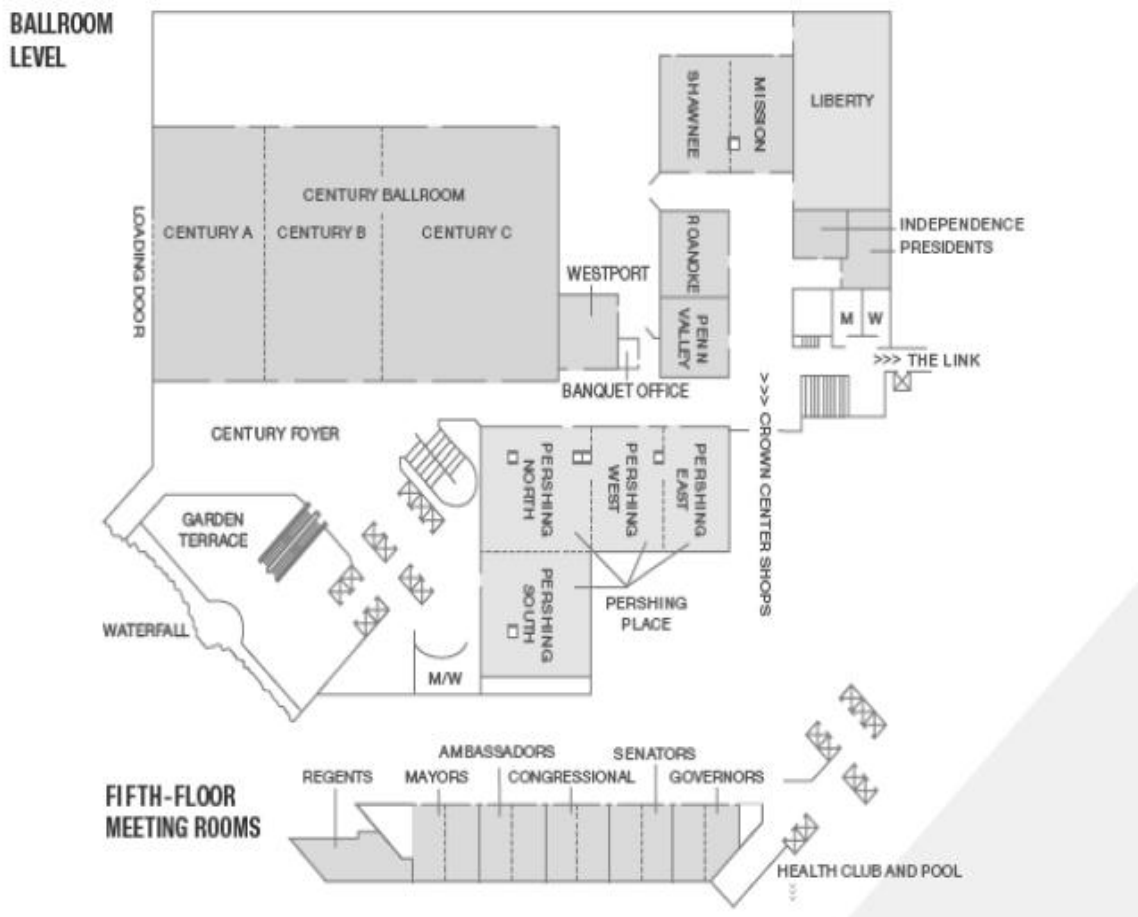 BALLROOM
LEVEL
SHAWNEE
MISSION
LIBERTY
CENTURY BALLROOM
LOADING DOOR
CENTURY A
CENTURY B
CENTURY C
ROANOKE
INDEPENDENCE
PRESIDENTS
WESTPORT
PENN
VALLEY
M
W
>>> THE LINK
BANQUET OFFICE
>>> CROWN CENTER SHOPS
CENTURY FOYER
PERSHING
NORTH
PERSHING
WEST
PERSHING
EAST
GARDEN
TERRACE
PERSHING
SOUTH
PERSHING
PLACE
WATERFALL
M/W
FIFTH-FLOOR
MEETING ROOMS
REGENTS
MAYORS
AMBASSADORS
CONGRESSIONAL
SENATORS
GOVERNORS
HEALTH CLUB AND POOL
>>>